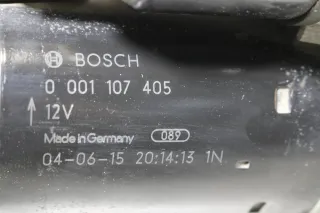 BOSCH
0 001 107 405
12V
Made in Germany 089
04-06-15 20:14:13 1N